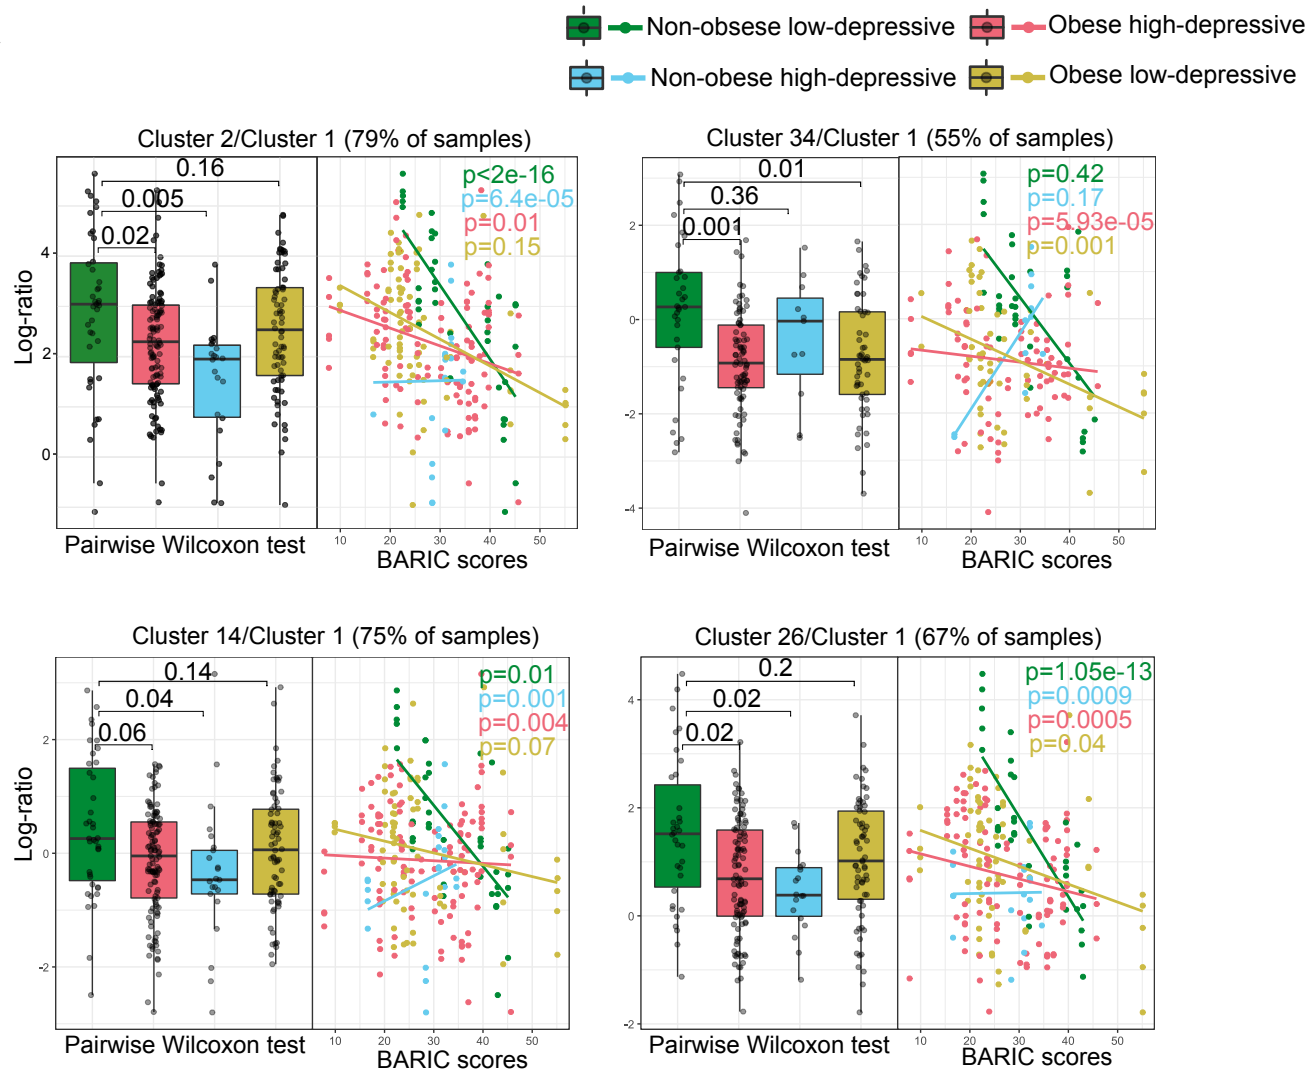 Non-obsese low-depressive
Obese high-depressive
Non-obese high-depressive
Obese low-depressive
Cluster 2/Cluster 1 (79% of samples)
Log-ratio
4
2
0
0.16
0.005
0.02
p<2e-16
p=6.4e-05
p=0.01
p=0.15
10
30
50
Pairwise Wilcoxon test
BARIC scores
Cluster 34/Cluster 1 (55% of samples)
2
0
-2
-4
0.01
0.36
0.001
p=0.42
p=0.17
p=5.93e-05
p=0.001
10
20
30
40
50
Pairwise Wilcoxon test
BARIC scores
Cluster 14/Cluster 1 (75% of samples)
Log-ratio
2
0
-2
0.14
0.04
0.06
p=0.01
p=0.001
p=0.004
p=0.07
10
20
30
40
50
Pairwise Wilcoxon test
BARIC scores
Cluster 26/Cluster 1 (67% of samples)
4
2
0
-2
0.2
0.02
0.02
p=1.05e-13
p=0.0009
p=0.0005
p=0.04
10
20
30
40
50
Pairwise Wilcoxon test
BARIC scores